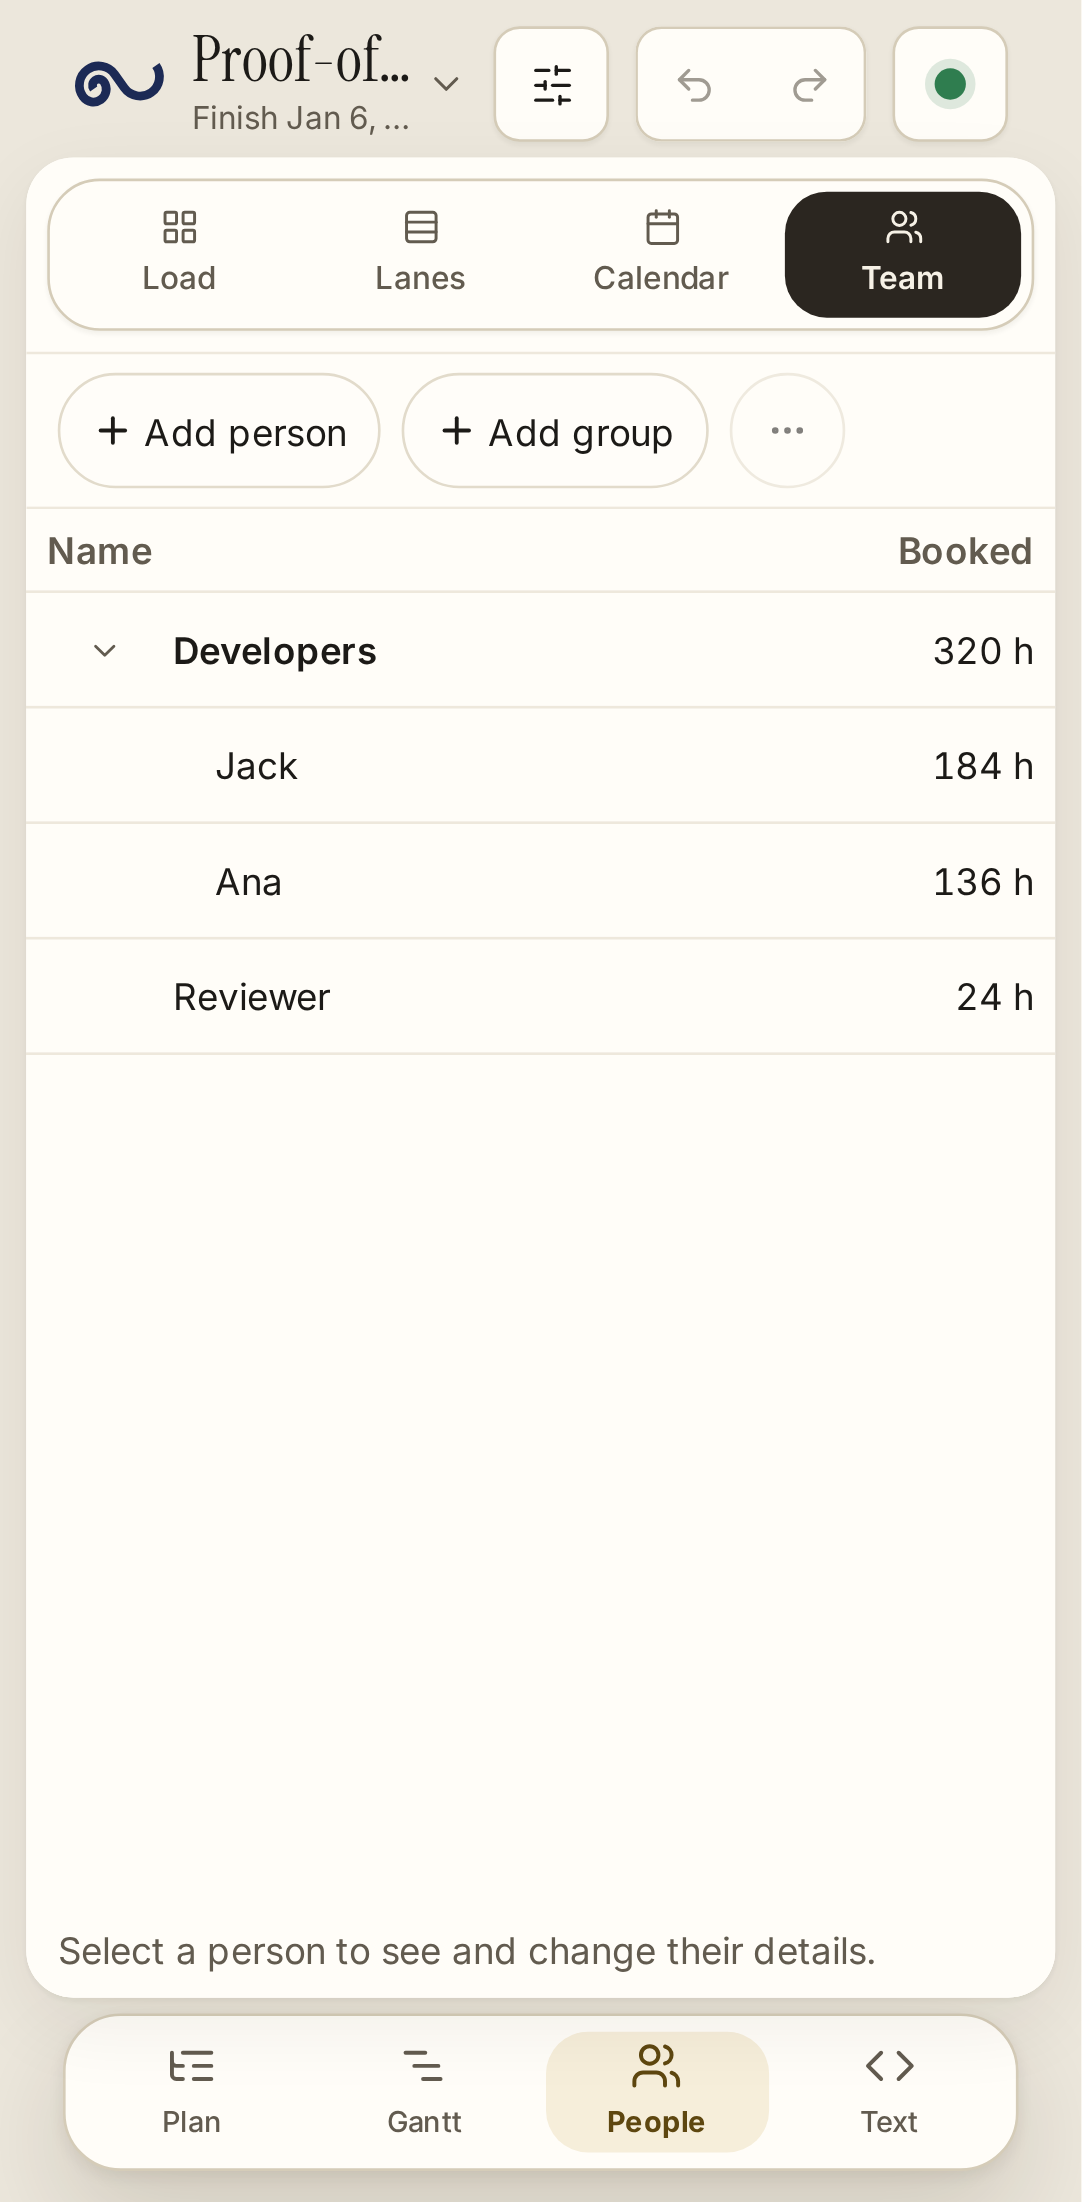 Proof-of...
Finish Jan 6, ...
Load
Lanes
Calendar
Team
+ Add person
+ Add group
...
Name
Booked
Developers
320 h
Jack
184 h
Ana
136 h
Reviewer
24 h
Select a person to see and change their details.
Plan
Gantt
People
Text